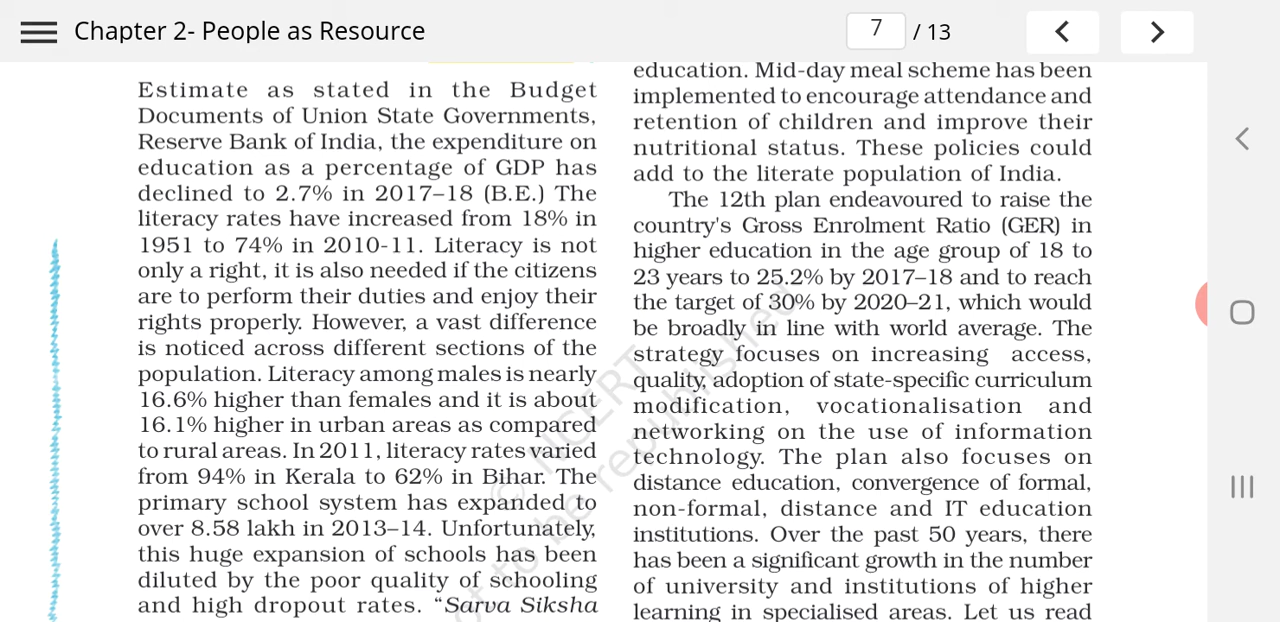 Chapter 2- People as Resource
7 / 13
Estimate as stated in the Budget
Documents of Union State Governments,
Reserve Bank of India, the expenditure on
education as a percentage of GDP has
declined to 2.7% in 2017–18 (B.E.) The
literacy rates have increased from 18% in
1951 to 74% in 2010-11. Literacy is not
only a right, it is also needed if the citizens
are to perform their duties and enjoy their
rights properly. However, a vast difference
is noticed across different sections of the
population. Literacy among males is nearly
16.6% higher than females and it is about
16.1% higher in urban areas as compared
to rural areas. In 2011, literacy rates varied
from 94% in Kerala to 62% in Bihar. The
primary school system has expanded to
over 8.58 lakh in 2013–14. Unfortunately,
this huge expansion of schools has been
diluted by the poor quality of schooling
and high dropout rates. “Sarva Siksha
education. Mid-day meal scheme has been
implemented to encourage attendance and
retention of children and improve their
nutritional status. These policies could
add to the literate population of India.
The 12th plan endeavoured to raise the
country's Gross Enrolment Ratio (GER) in
higher education in the age group of 18 to
23 years to 25.2% by 2017–18 and to reach
the target of 30% by 2020–21, which would
be broadly in line with world average. The
strategy focuses on increasing access,
quality, adoption of state-specific curriculum
modification, vocationalisation and
networking on the use of information
technology. The plan also focuses on
distance education, convergence of formal,
non-formal, distance and IT education
institutions. Over the past 50 years, there
has been a significant growth in the number
of university and institutions of higher
learning in specialised areas. Let us read
© NCERT
not to be republished